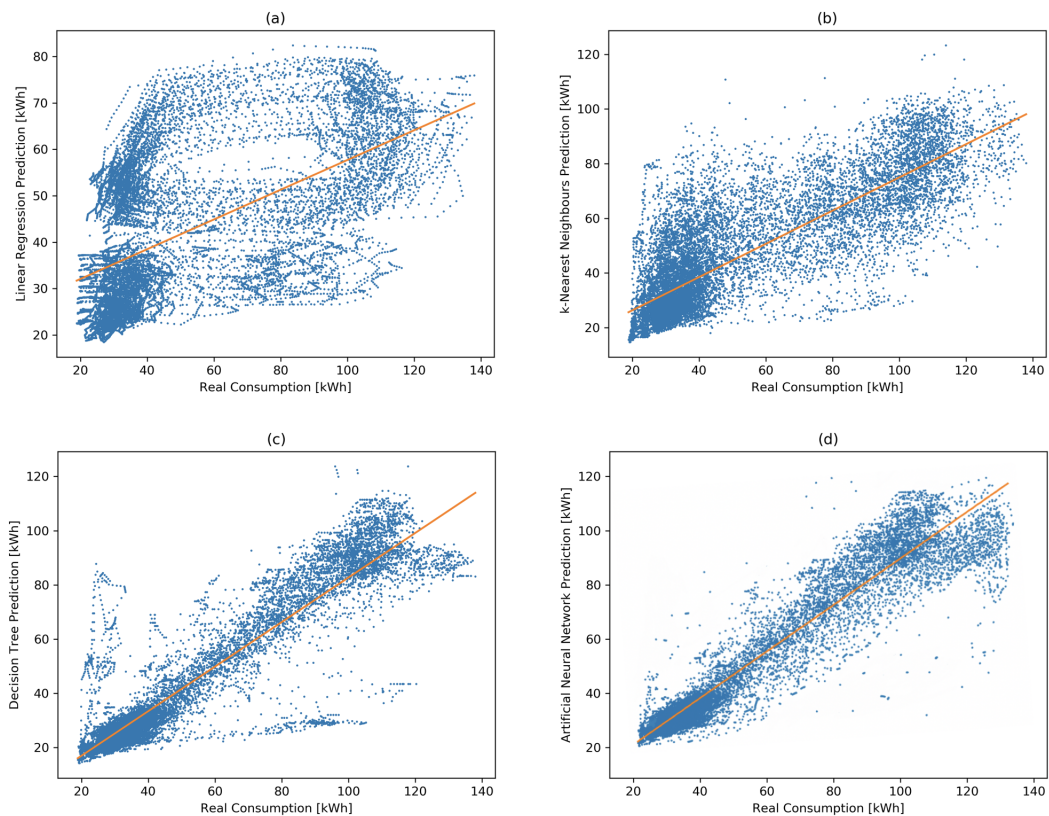 (a)
Linear Regression Prediction [kWh]
80
70
60
50
40
30
20
20 40 60 80 100 120 140
Real Consumption [kWh]
(b)
k-Nearest Neighbours Prediction [kWh]
120
100
80
60
40
20
20 40 60 80 100 120 140
Real Consumption [kWh]
(c)
Decision Tree Prediction [kWh]
120
100
80
60
40
20
20 40 60 80 100 120 140
Real Consumption [kWh]
(d)
Artificial Neural Network Prediction [kWh]
120
100
80
60
40
20
20 40 60 80 100 120 140
Real Consumption [kWh]